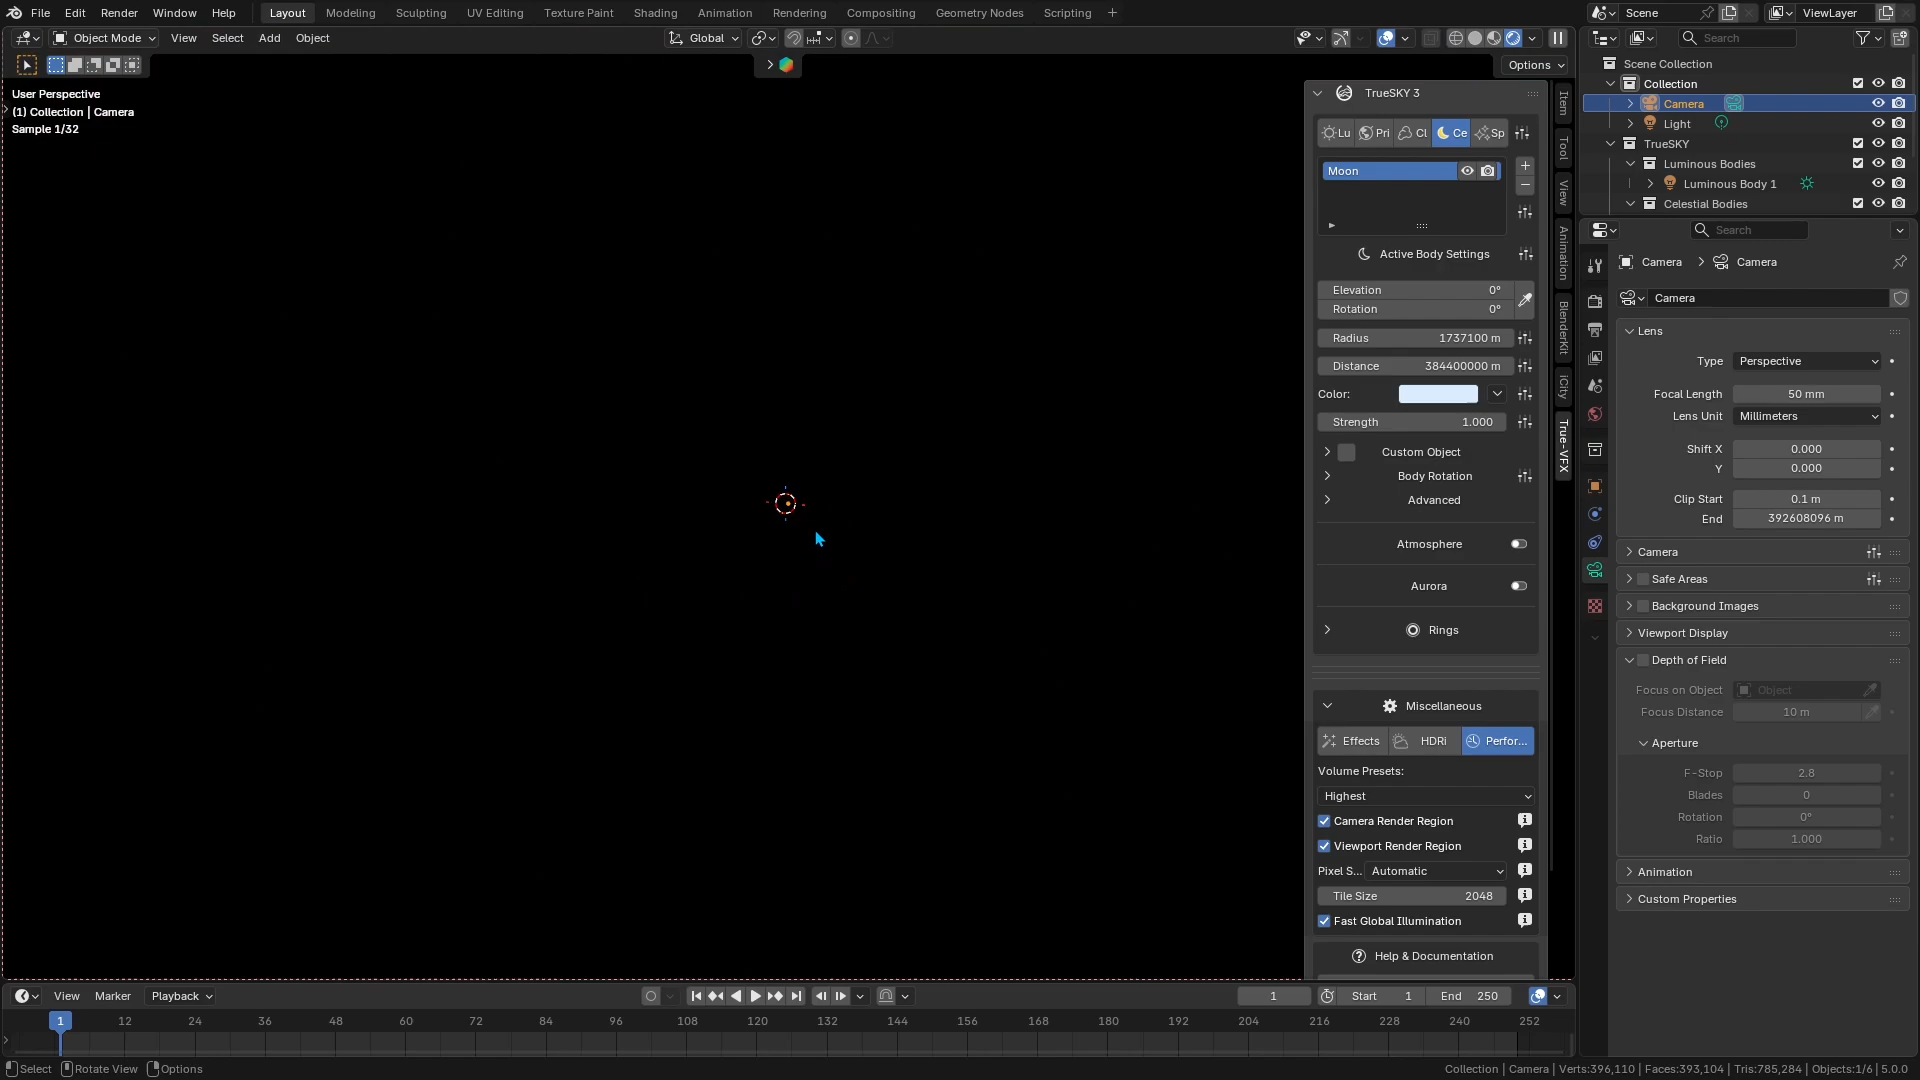 File Edit Render Window Help Layout Modeling Sculpting UV Editing Texture Paint Shading Animation Rendering Compositing Geometry Nodes Scripting Scene ViewLayer
Object Mode View Select Add Object Global
Options
User Perspective
(1) Collection | Camera
Sample 1/32
TrueSKY 3
Lu Pri Cl Ce Sp
Moon
Active Body Settings
Elevation 0°
Rotation 0°
Radius 1737100 m
Distance 384400000 m
Color:
Strength 1.000
Custom Object
Body Rotation
Advanced
Atmosphere
Aurora
Rings
Miscellaneous
Effects HDRi Perfor...
Volume Presets:
Highest
Camera Render Region
Viewport Render Region
Pixel S... Automatic
Tile Size 2048
Fast Global Illumination
Help & Documentation
Item
Tool
View
Animation
BlenderKit
iCity
True-VFX
Search
Scene Collection
Collection
Camera
Light
TrueSKY
Luminous Bodies
Luminous Body 1
Celestial Bodies
Search
Camera Camera
Camera
Lens
Type Perspective
Focal Length 50 mm
Lens Unit Millimeters
Shift X 0.000
Y 0.000
Clip Start 0.1 m
End 392608096 m
Camera
Safe Areas
Background Images
Viewport Display
Depth of Field
Focus on Object Object
Focus Distance 10 m
Aperture
F-Stop 2.8
Blades 0
Rotation 0°
Ratio 1.000
Animation
Custom Properties
View Marker Playback 1 Start 1 End 250
1 12 24 36 48 60 72 84 96 108 120 132 144 156 168 180 192 204 216 228 240 252
Select Rotate View Options Collection | Camera | Verts:396,110 | Faces:393,104 | Tris:785,284 | Objects:1/6 | 5.0.0